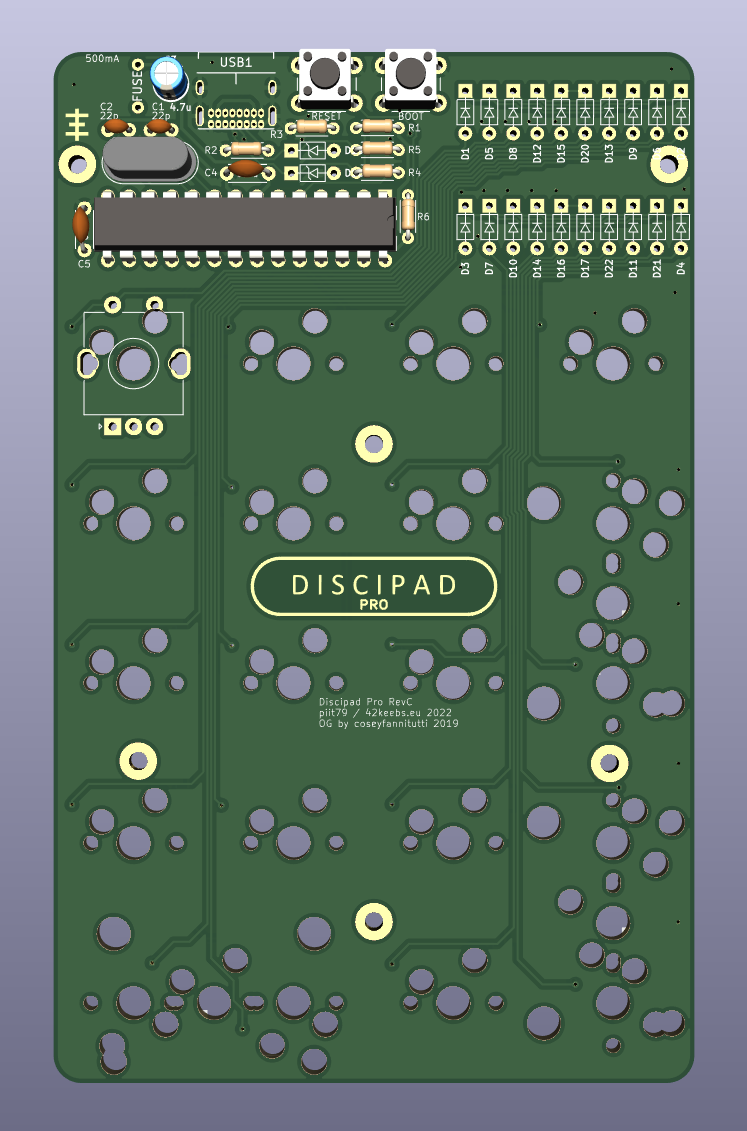 500mA
FUSE
USB1
C2
22p
C1
22p
4.7u
RESET
BOOT
R3
R1
R2
R5
C4
R4
R6
C5
D1
D5
D8
D12
D15
D20
D13
D9
D3
D7
D10
D14
D16
D17
D22
D11
D21
D4
DISCIPAD
PRO
Discipad Pro RevC
piit79 / 42keebs.eu 2022
OG by coseyfannitutti 2019